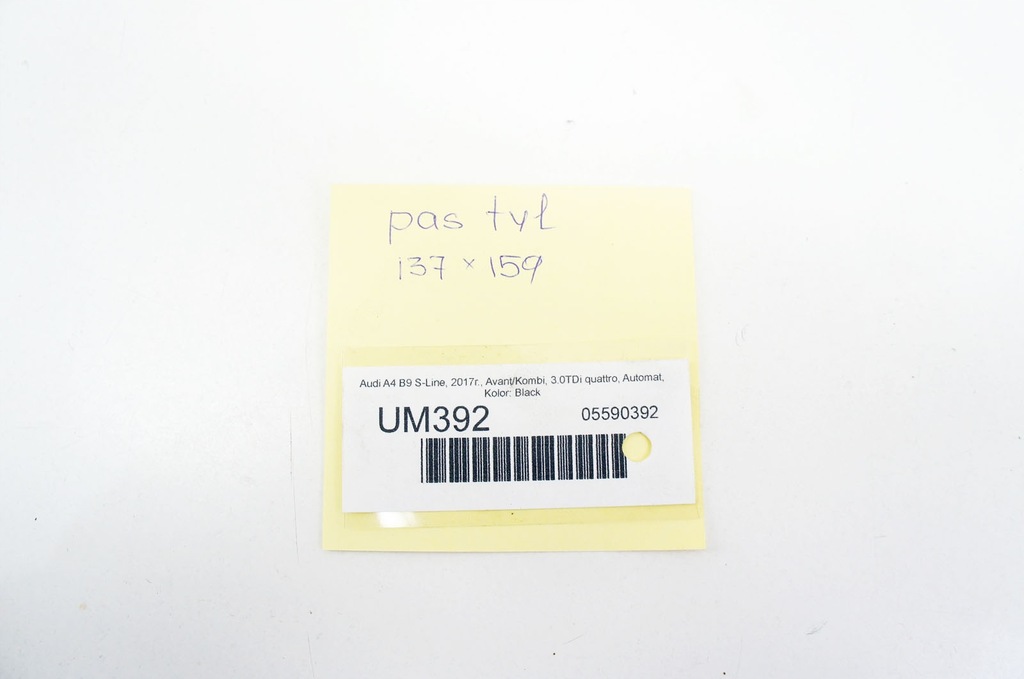 pas tył
137 × 159
Audi A4 B9 S-Line, 2017r., Avant/Kombi, 3.0TDi quattro, Automat,
Kolor: Black
UM392 05590392